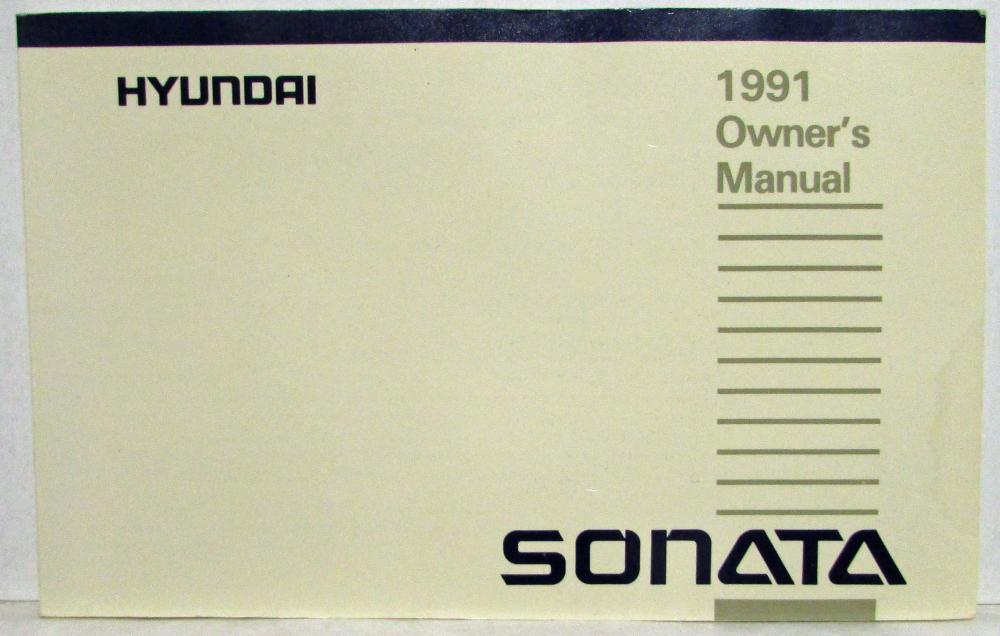 HYUNDAI
1991
Owner's
Manual
SONATA